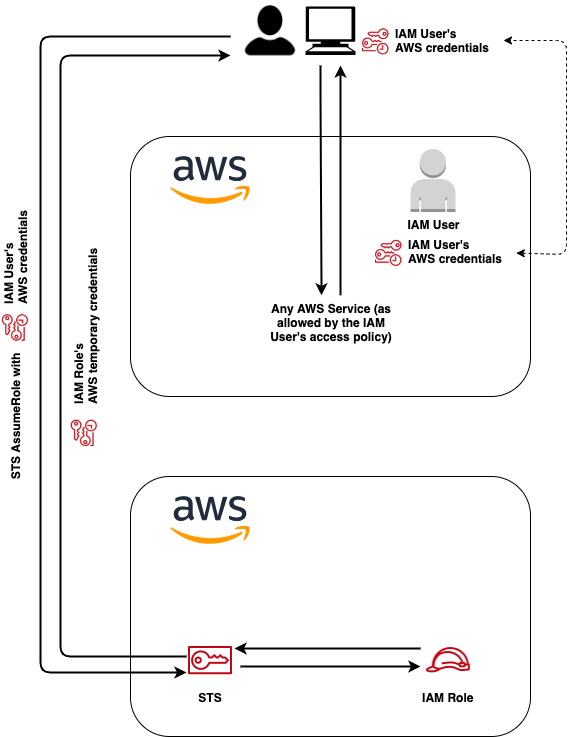 IAM User's
AWS credentials
aws
IAM User
IAM User's
AWS credentials
Any AWS Service (as
allowed by the IAM
User's access policy)
STS AssumeRole with
IAM User's
AWS credentials
IAM Role's
AWS temporary credentials
aws
STS
IAM Role